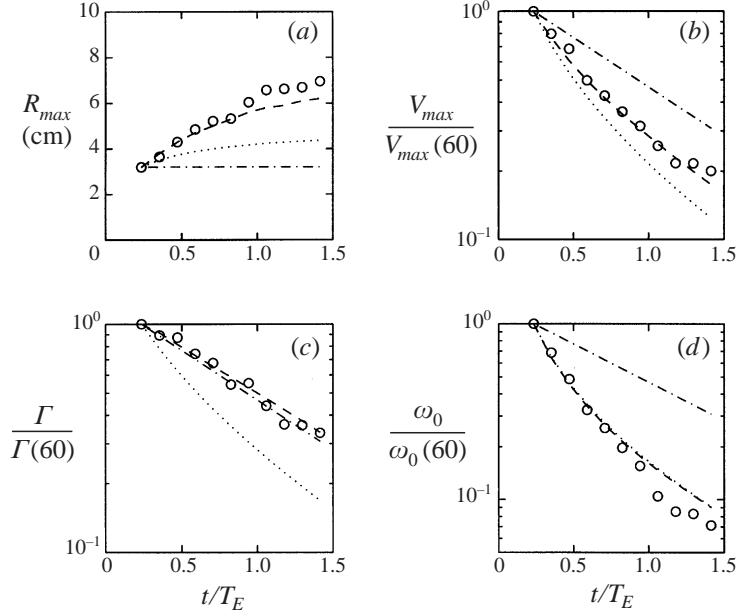 10
8
6
4
2
0
R_max
(cm)
(a)
0 0.5 1.0 1.5
10^0
10^{-1}
V_max
V_max(60)
(b)
0 0.5 1.0 1.5
10^0
10^{-1}
Γ
Γ(60)
(c)
0 0.5 1.0 1.5
t/T_E
10^0
10^{-1}
ω_0
ω_0(60)
(d)
0 0.5 1.0 1.5
t/T_E